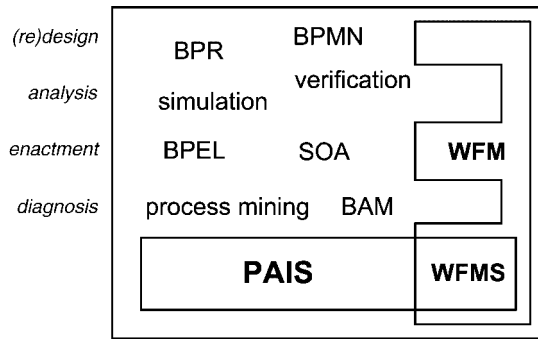 (re)design
BPR
BPMN
analysis
simulation
verification
enactment
BPEL
SOA
WFM
diagnosis
process mining
BAM
PAIS
WFMS